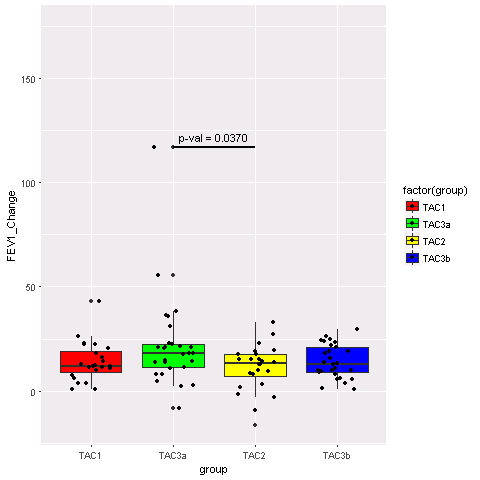 150
p-val = 0.0370
100
50
0
FEV1_Change
TAC1
TAC3a
TAC2
TAC3b
group
factor(group)
TAC1
TAC3a
TAC2
TAC3b